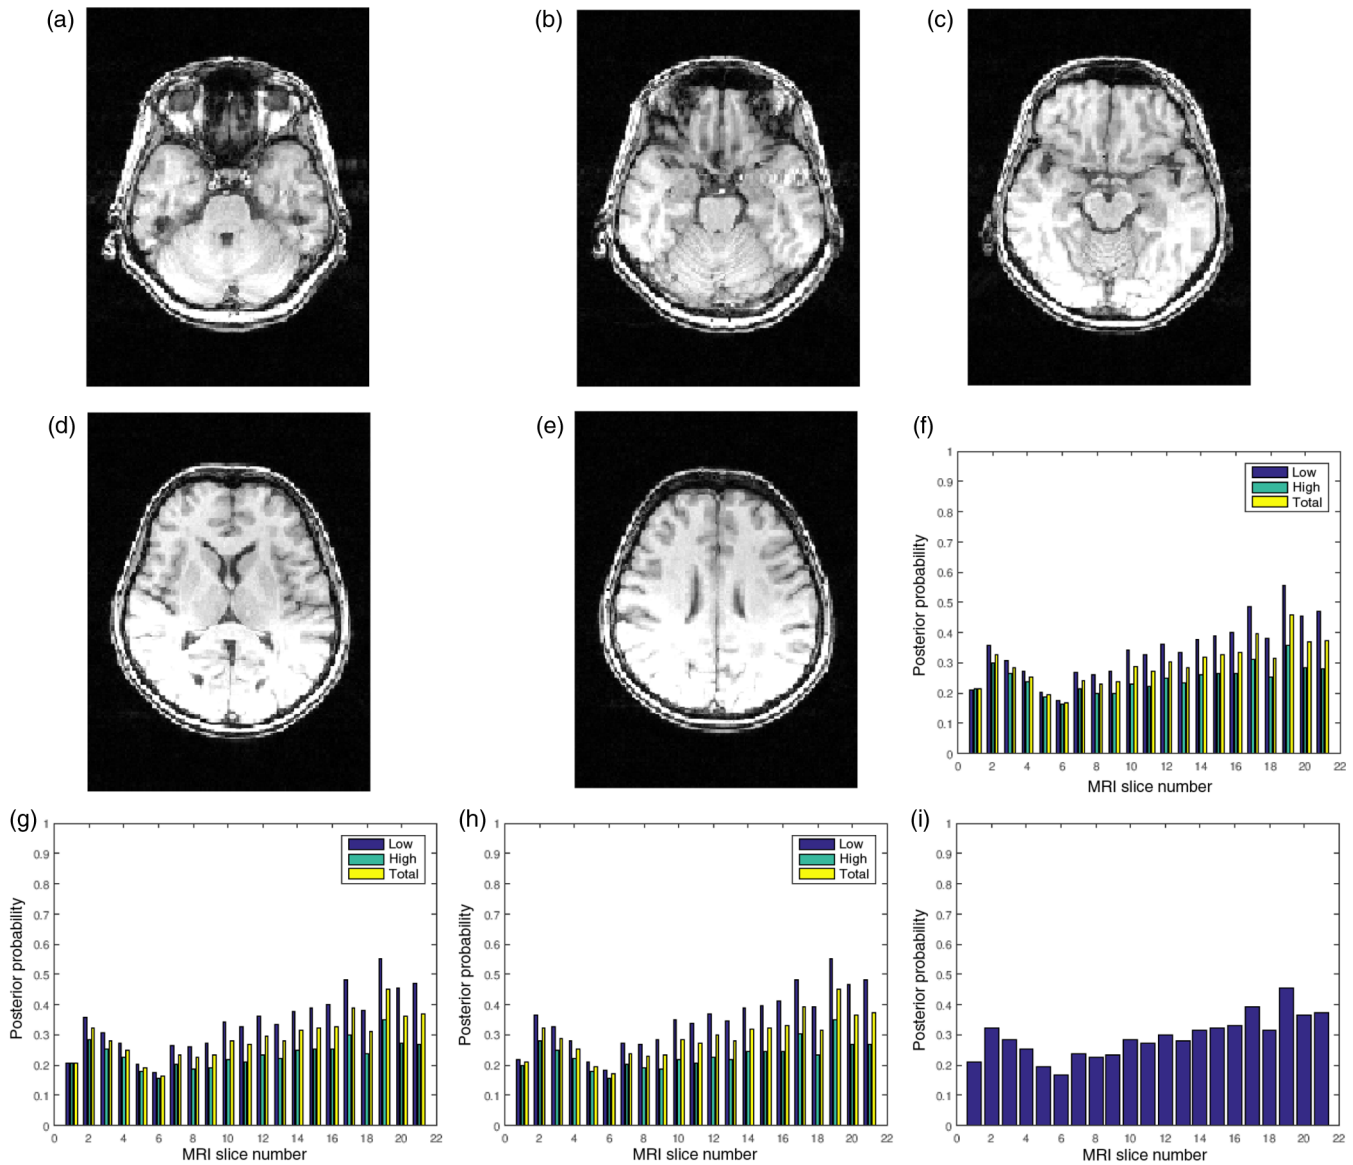 (a)
(b)
(c)
(d)
(e)
(f)
1
0.9
0.8
0.7
0.6
0.5
0.4
0.3
0.2
0.1
0
Posterior probability
Low
High
Total
0 2 4 6 8 10 12 14 16 18 20 22
MRI slice number
(g)
1
0.9
0.8
0.7
0.6
0.5
0.4
0.3
0.2
0.1
0
Posterior probability
Low
High
Total
0 2 4 6 8 10 12 14 16 18 20 22
MRI slice number
(h)
1
0.9
0.8
0.7
0.6
0.5
0.4
0.3
0.2
0.1
0
Posterior probability
Low
High
Total
0 2 4 6 8 10 12 14 16 18 20 22
MRI slice number
(i)
1
0.9
0.8
0.7
0.6
0.5
0.4
0.3
0.2
0.1
0
Posterior probability
0 2 4 6 8 10 12 14 16 18 20 22
MRI slice number